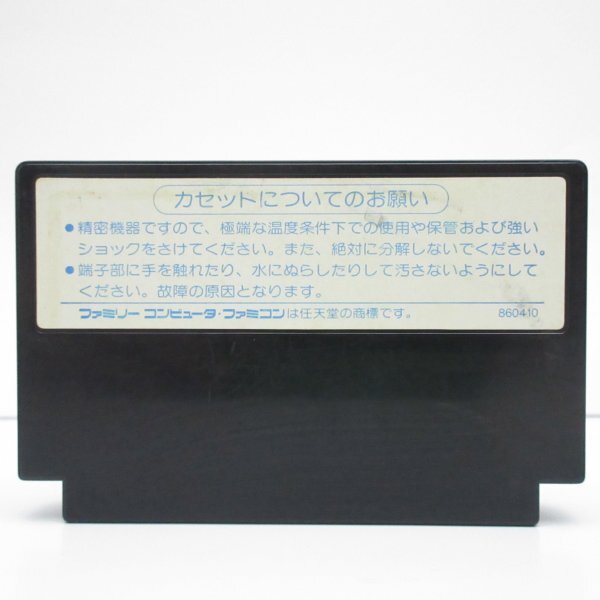 カセットについてのお願い
●精密機器ですので、極端な温度条件下での使用や保管および強い
ショックをさけてください。また、絶対に分解しないでください。
●端子部に手を触れたり、水にぬらしたりして汚さないようにして
ください。故障の原因となります。
ファミリー コンピュータ・ファミコンは任天堂の商標です。 860410